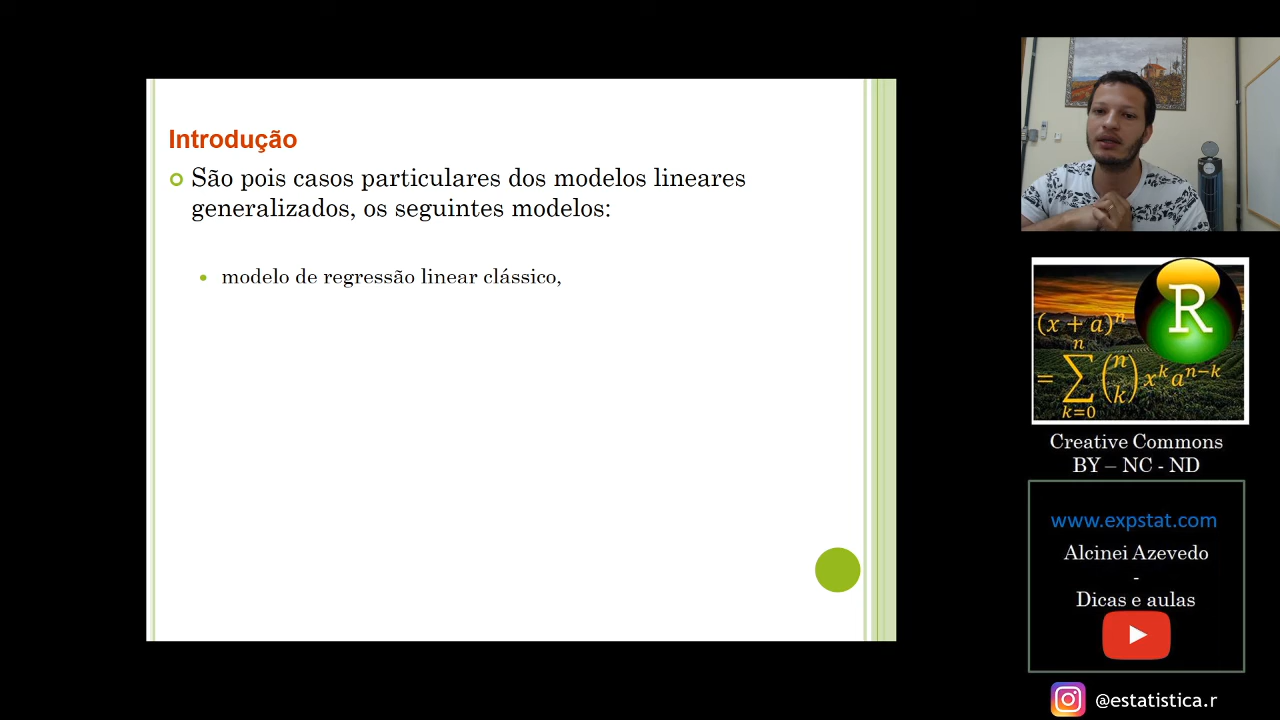 Introdução
São pois casos particulares dos modelos lineares
generalizados, os seguintes modelos:
modelo de regressão linear clássico,
R
(x + a)^n
= ∑_{k=0}^{n} (n k) x^k a^{n-k}
Creative Commons
BY – NC - ND
www.expstat.com
Alcinei Azevedo
-
Dicas e aulas
@estatistica.r